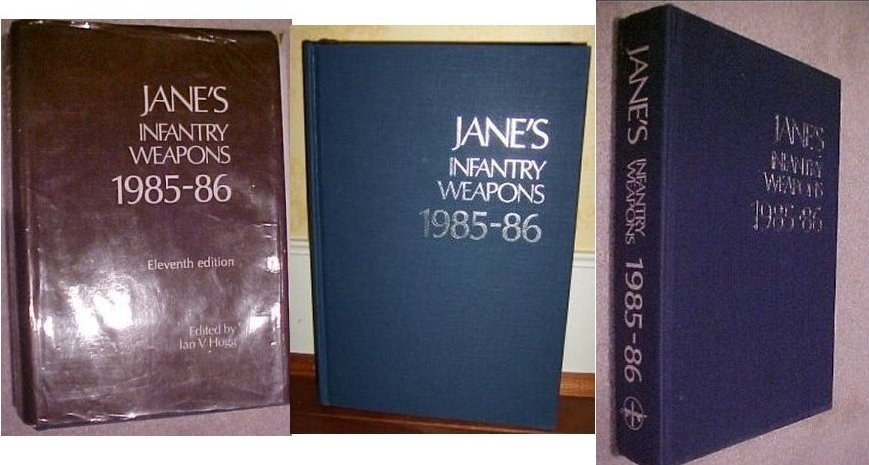 JANE'S
INFANTRY
WEAPONS
1985-86
Eleventh edition
Edited by
Ian V Hogg
JANE'S
INFANTRY
WEAPONS
1985-86
JANE'S
INFANTRY
WEAPONS
1985-86
JANE'S
INFANTRY
WEAPONS
1985-86